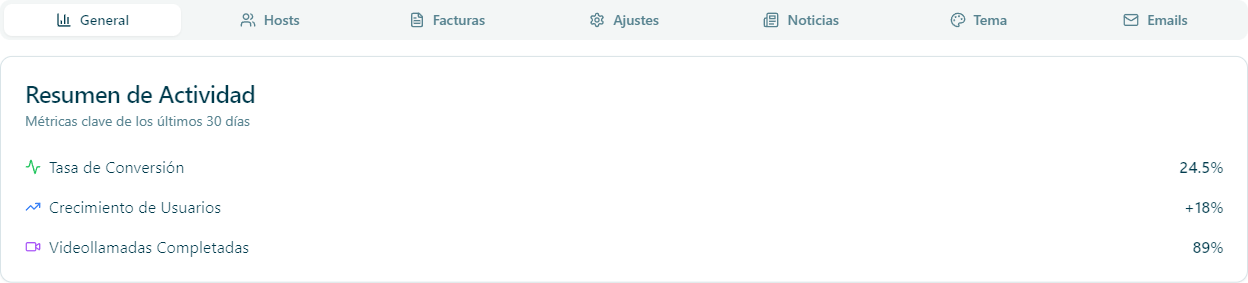 General
Hosts
Facturas
Ajustes
Noticias
Tema
Emails
Resumen de Actividad
Métricas clave de los últimos 30 días
Tasa de Conversión 24.5%
Crecimiento de Usuarios +18%
Videollamadas Completadas 89%